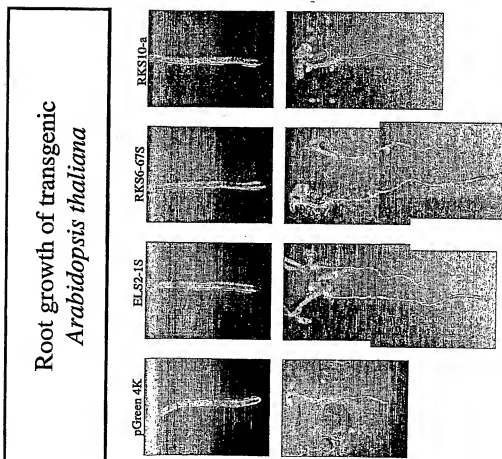 Root growth of transgenic
Arabidopsis thaliana
pGreen 4K
ELS2-1S
RKS6-67S
RKS10-a